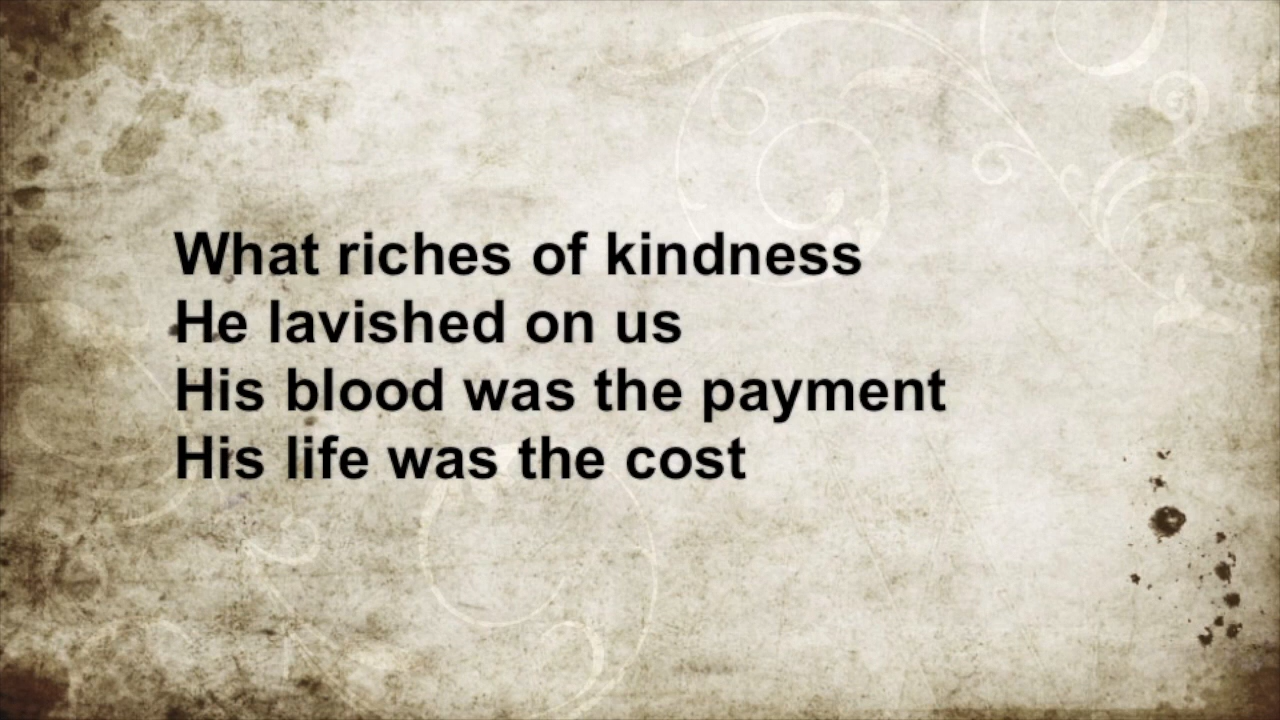 What riches of kindness
He lavished on us
His blood was the payment
His life was the cost